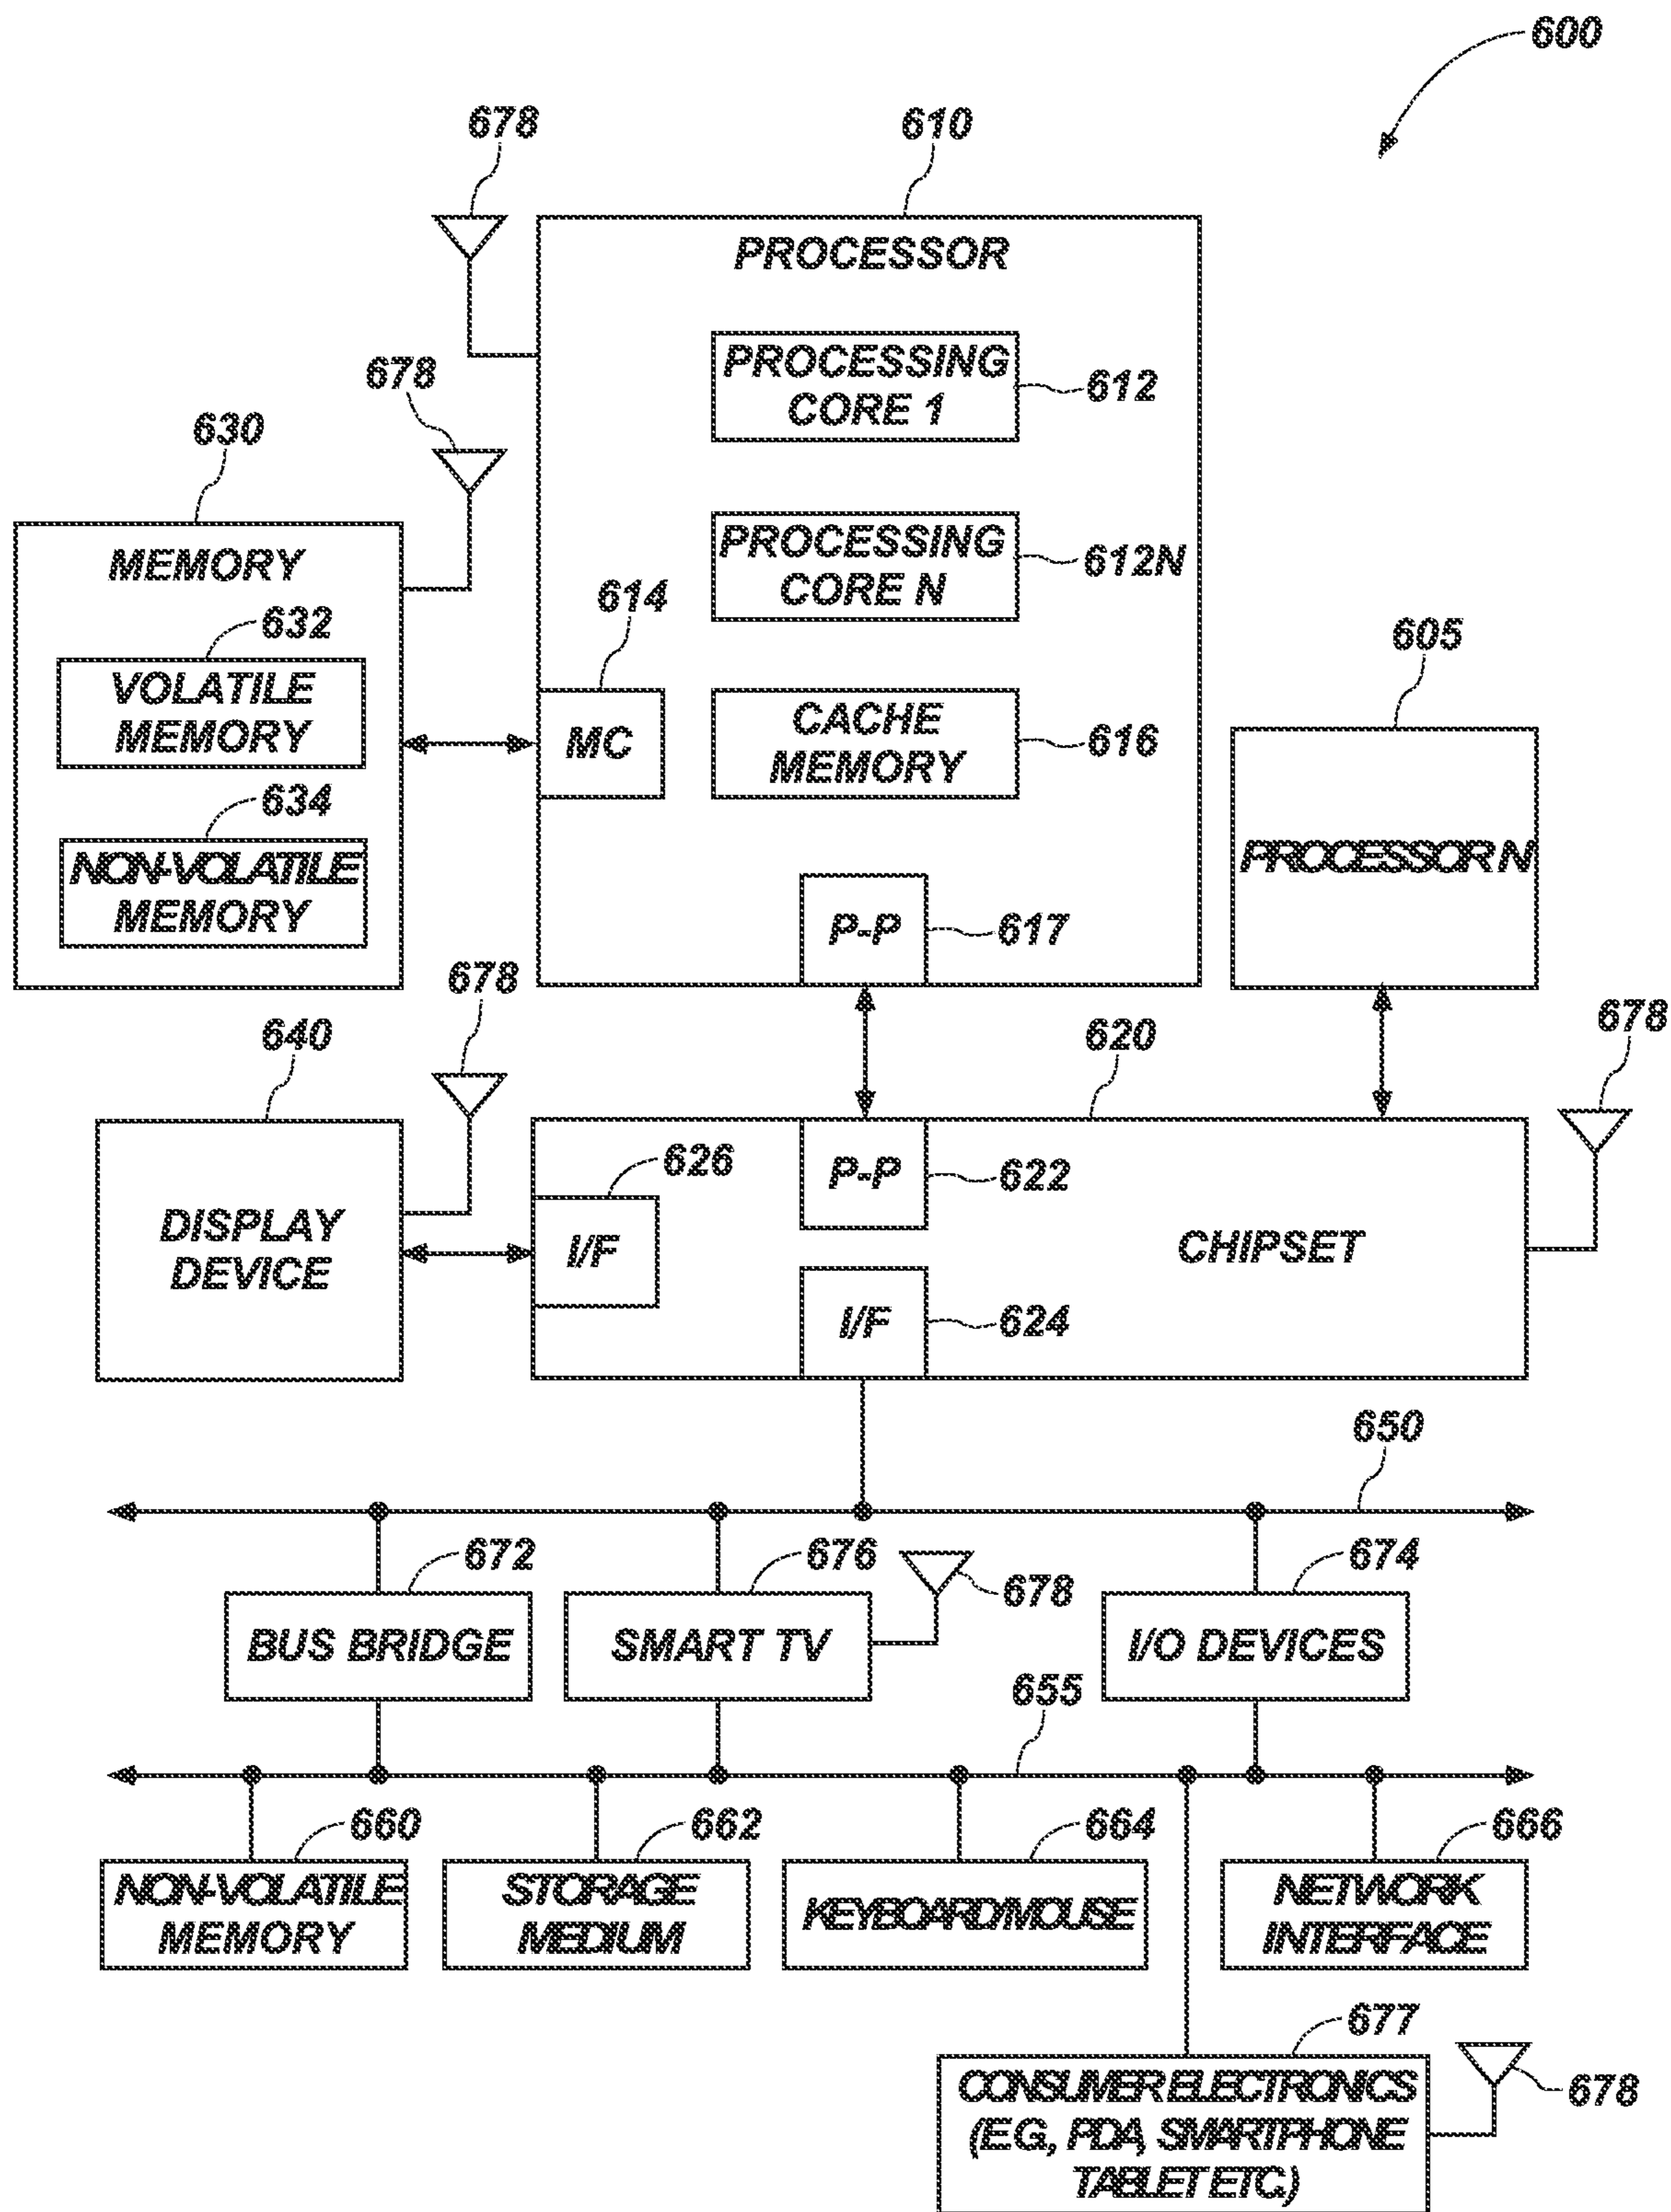 600
678
610
PROCESSOR
PROCESSING
CORE 1
612
678
630
MEMORY
PROCESSING
CORE N
612N
614
632
VOLATILE
MEMORY
MC
CACHE
MEMORY
616
605
PROCESSOR N
634
NON-VOLATILE
MEMORY
P-P
617
678
640
620
678
DISPLAY
DEVICE
626
I/F
P-P
622
CHIPSET
I/F
624
650
672
676
678
674
BUS BRIDGE
SMART TV
I/O DEVICES
655
660
662
664
666
NON-VOLATILE
MEMORY
STORAGE
MEDIUM
KEYBOARD/MOUSE
NETWORK
INTERFACE
677
CONSUMER ELECTRONICS
(E.G., PDA, SMARTPHONE
TABLET ETC.)
678